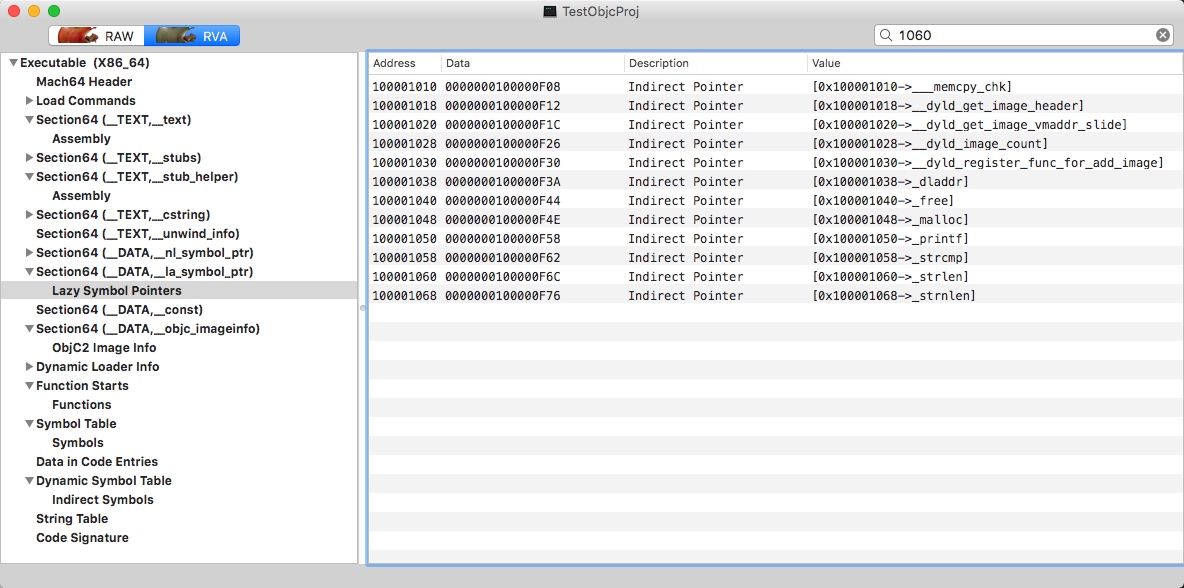 TestObjcProj
RAW RVA 1060
Executable (X86_64)
Mach64 Header
Load Commands
Section64 (__TEXT,__text)
Assembly
Section64 (__TEXT,__stubs)
Section64 (__TEXT,__stub_helper)
Assembly
Section64 (__TEXT,__cstring)
Section64 (__TEXT,__unwind_info)
Section64 (__DATA,__nl_symbol_ptr)
Section64 (__DATA,__la_symbol_ptr)
Lazy Symbol Pointers
Section64 (__DATA,__const)
Section64 (__DATA,__objc_imageinfo)
ObjC2 Image Info
Dynamic Loader Info
Function Starts
Functions
Symbol Table
Symbols
Data in Code Entries
Dynamic Symbol Table
Indirect Symbols
String Table
Code Signature
Address Data Description Value
100001010 0000000100000F08 Indirect Pointer [0x100001010->___memcpy_chk]
100001018 0000000100000F12 Indirect Pointer [0x100001018->__dyld_get_image_header]
100001020 0000000100000F1C Indirect Pointer [0x100001020->__dyld_get_image_vmaddr_slide]
100001028 0000000100000F26 Indirect Pointer [0x100001028->__dyld_image_count]
100001030 0000000100000F30 Indirect Pointer [0x100001030->__dyld_register_func_for_add_image]
100001038 0000000100000F3A Indirect Pointer [0x100001038->_dladdr]
100001040 0000000100000F44 Indirect Pointer [0x100001040->_free]
100001048 0000000100000F4E Indirect Pointer [0x100001048->_malloc]
100001050 0000000100000F58 Indirect Pointer [0x100001050->_printf]
100001058 0000000100000F62 Indirect Pointer [0x100001058->_strcmp]
100001060 0000000100000F6C Indirect Pointer [0x100001060->_strlen]
100001068 0000000100000F76 Indirect Pointer [0x100001068->_strnlen]